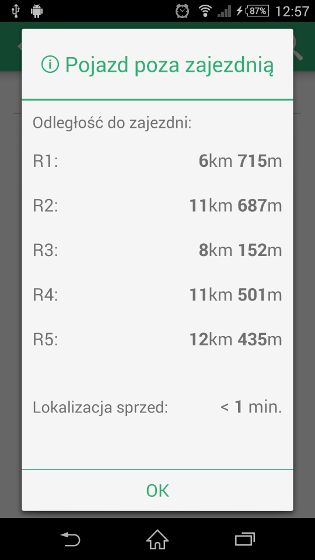 87%
12:57
Pojazd poza zajezdnią
Odległość do zajezdni:
R1: 6km 715m
R2: 11km 687m
R3: 8km 152m
R4: 11km 501m
R5: 12km 435m
Lokalizacja sprzed: < 1 min.
OK